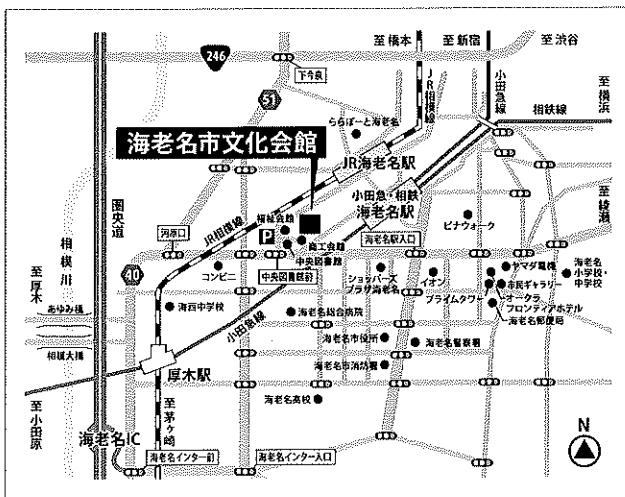 至橋本
至新宿
至渋谷
246
下今泉
JR相模線
小田急線
至横浜
相鉄線
51
ららぽーと海老名
海老名市文化会館
JR海老名駅
小田急・相鉄
海老名駅
至綾瀬
圏央道
相模川
河原口
JR相模線
福祉会館
P
商工会館
中央図書館
海老名駅入口
ビナウォーク
40
コンビニ
中央図書館前
ショッパーズ
プラザ海老名
イオン
ヤマダ電機
市民ギャラリー
プライムタワー
オークラ
フロンティアホテル
海老名郵便局
海老名
小学校・
中学校
至厚木
あゆみ橋
相模大橋
海西中学校
小田急線
海老名総合病院
海老名市役所
海老名警察署
海老名市消防署
厚木駅
至小田原
至茅ヶ崎
海老名高校
海老名IC
海老名インター前
海老名インター入口
N